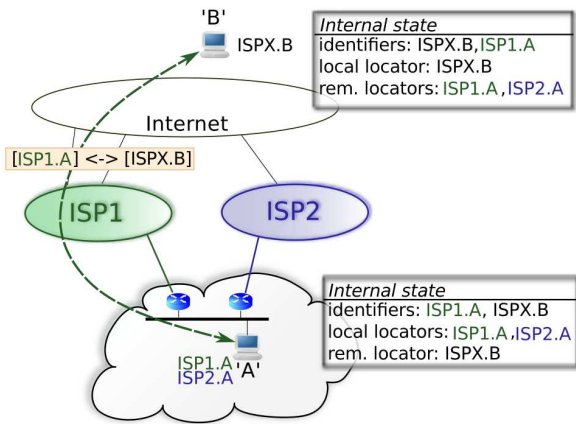 'B'
ISPX.B
Internal state
identifiers: ISPX.B,ISP1.A
local locator: ISPX.B
rem. locators: ISP1.A ,ISP2.A
Internet
[ISP1.A] <-> [ISPX.B]
ISP1
ISP2
Internal state
identifiers: ISP1.A, ISPX.B
local locators: ISP1.A ,ISP2.A
rem. locator: ISPX.B
ISP1.A
ISP2.A
'A'